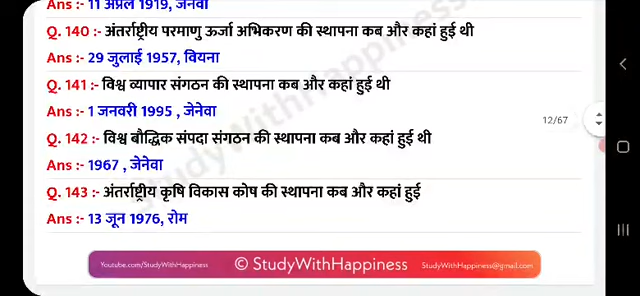 Ans :- 11 अप्रैल 1919, जेनेवा
Q. 140 :- अंतर्राष्ट्रीय परमाणु ऊर्जा अभिकरण की स्थापना कब और कहां हुई थी
Ans :- 29 जुलाई 1957, वियना
Q. 141 :- विश्व व्यापार संगठन की स्थापना कब और कहां हुई थी
Ans :- 1 जनवरी 1995 , जेनेवा
12/67
Q. 142 :- विश्व बौद्धिक संपदा संगठन की स्थापना कब और कहां हुई थी
Ans :- 1967 , जेनेवा
Q. 143 :- अंतर्राष्ट्रीय कृषि विकास कोष की स्थापना कब और कहां हुई
Ans :- 13 जून 1976, रोम
StudyWithHappiness
Youtube.com/StudyWithHappiness © StudyWithHappiness StudyWithHappiness@gmail.com